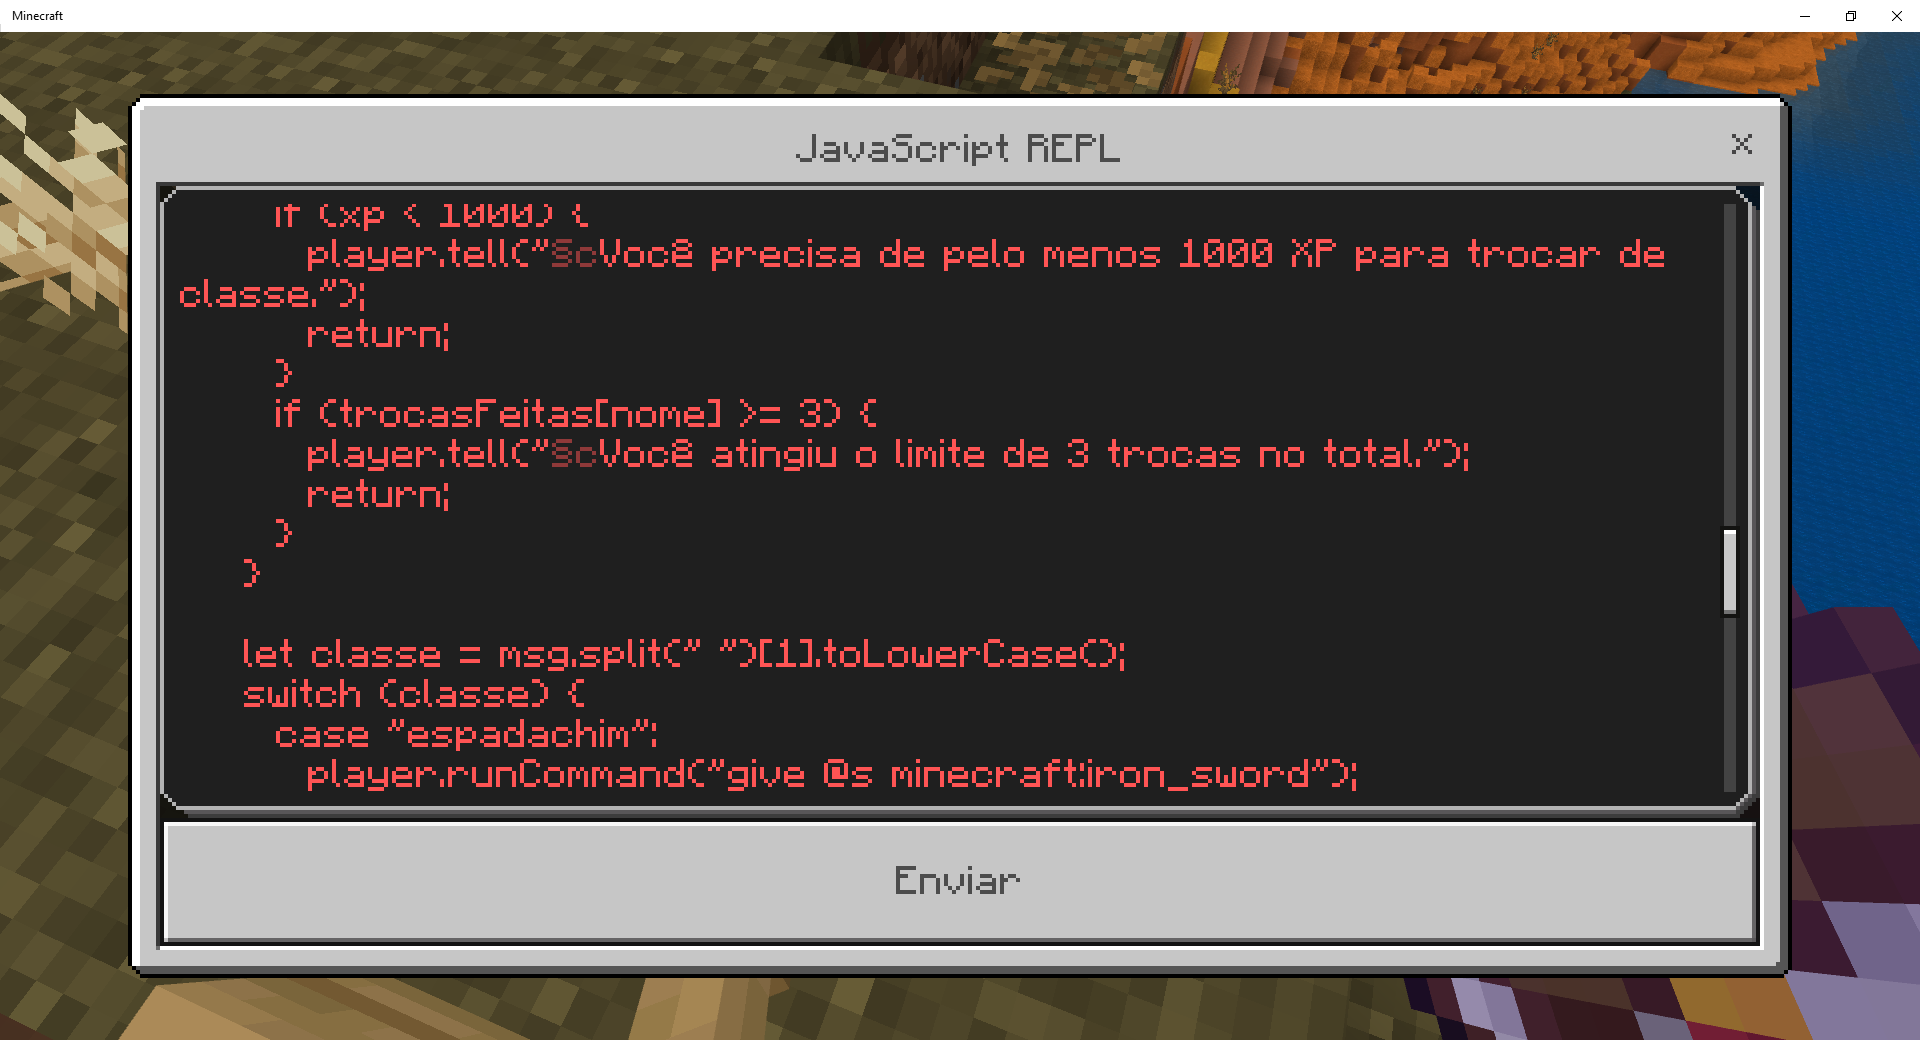 Minecraft
JavaScript REPL
if (xp < 1000) {
player.tell("§cVocê precisa de pelo menos 1000 XP para trocar de
classe.");
return;
}
if (trocasFeitas[nome] >= 3) {
player.tell("§cVocê atingiu o limite de 3 trocas no total.");
return;
}
}
let classe = msg.split(" ")[1].toLowerCase();
switch (classe) {
case "espadachim":
player.runCommand("give @s minecraft:iron_sword");
Enviar